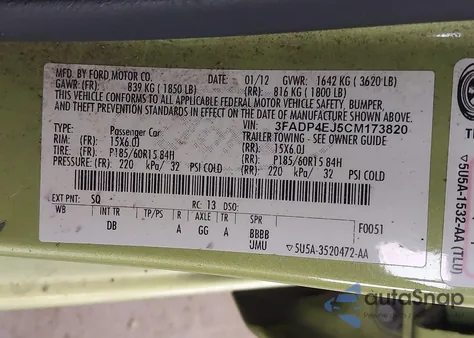 MFD. BY FORD MOTOR CO. DATE: 01/12 GVWR: 1642 KG ( 3620 LB)
GAWR: (FR) 839 KG ( 1850 LB) (RR) 816 KG ( 1800 LB)
THIS VEHICLE CONFORMS TO ALL APPLICABLE FEDERAL MOTOR VEHICLE SAFETY, BUMPER,
AND THEFT PREVENTION STANDARDS IN EFFECT ON THE
DATE OF MANUFACTURE SHOWN ABOVE.
VIN: 3FADP4EJ5CM173820
TYPE: Passenger Car TRAILER TOWING - SEE OWNER GUIDE
RIM: (FR) 15X6.0J (RR): 15X6.0J
TIRE: (FR) P185/60R15 84H (RR): P185/60R15 84H
PRESSURE: (FR) 220 kPa/ 32 PSI COLD (RR) 220 kPa/ 32 PSI COLD
EXT PNT: SQ RC: 13 DSO: F0051
WB INT TR TP/PS R AXLE TR SPR
DB A GG A BBBB
UMU
▽5U5A-3520472-AA
▽5U5A-1532-AA (TLU)
autoSnap